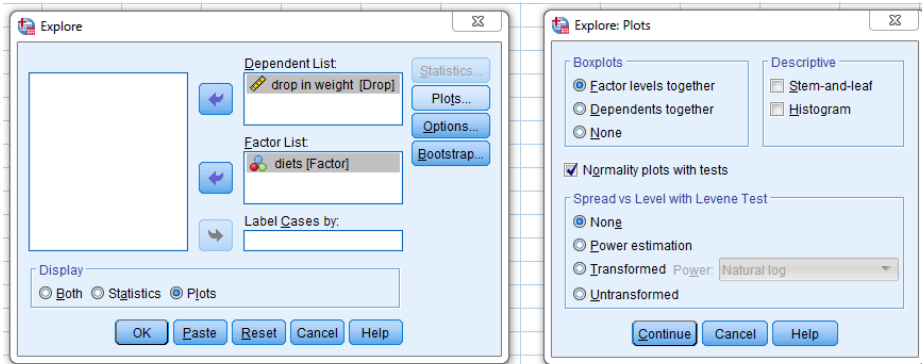 Explore
Dependent List:
drop in weight [Drop]
Factor List:
diets [Factor]
Label Cases by:
Statistics...
Plots...
Options...
Bootstrap...
Display
Both Statistics Plots
OK Paste Reset Cancel Help
Explore: Plots
Boxplots
Factor levels together
Dependents together
None
Descriptive
Stem-and-leaf
Histogram
Normality plots with tests
Spread vs Level with Levene Test
None
Power estimation
Transformed Power: Natural log
Untransformed
Continue Cancel Help